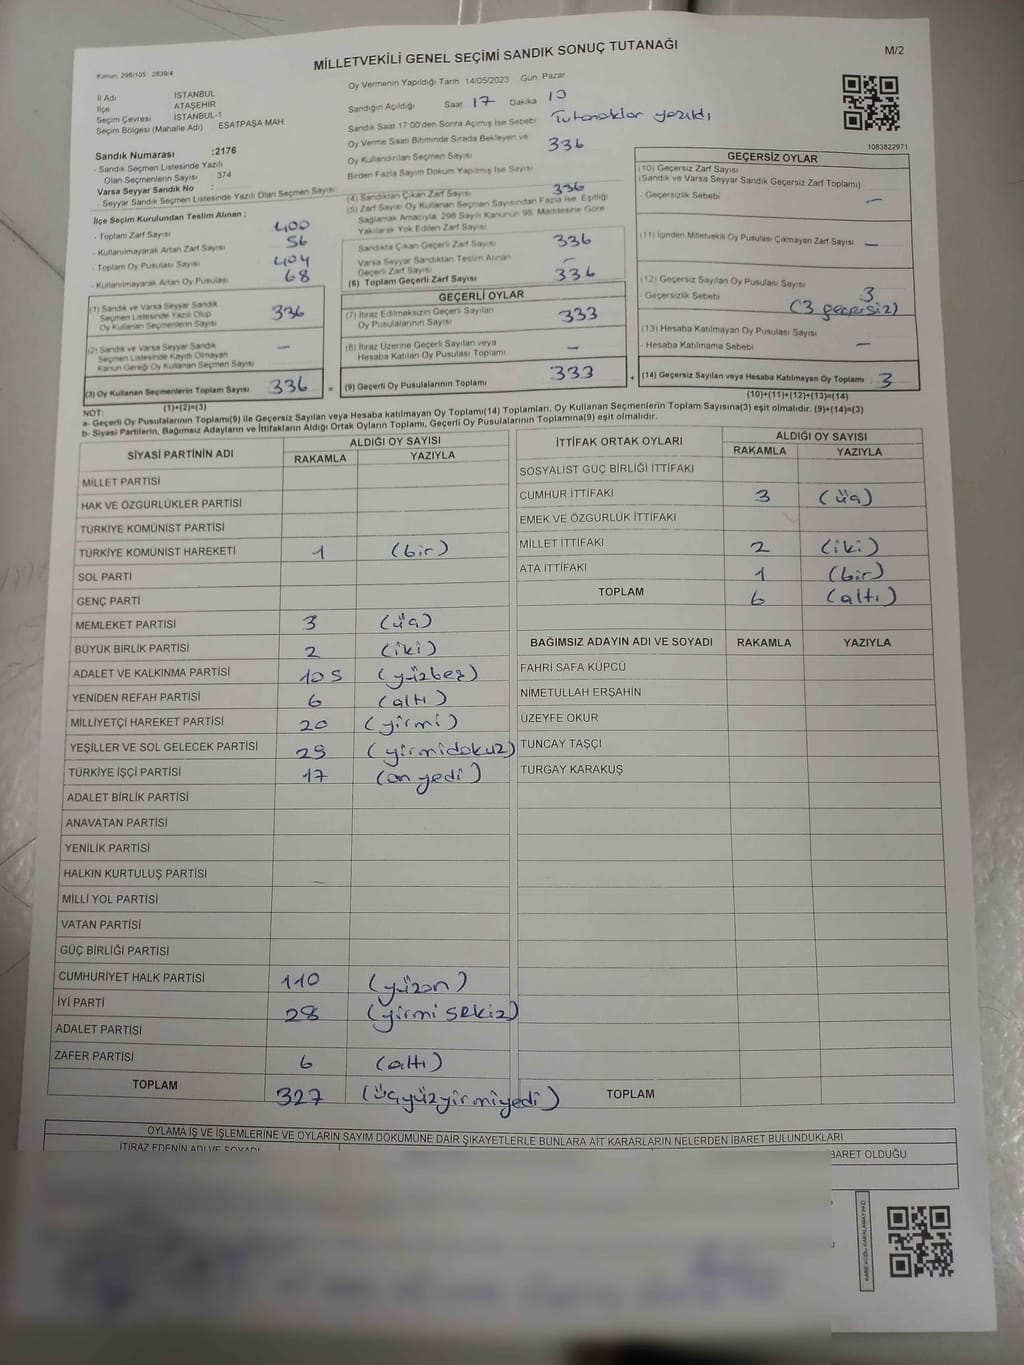 MİLLETVEKİLİ GENEL SEÇİMİ SANDIK SONUÇ TUTANAĞI
M/2
Kanun: 298/105 , 2839/4
İl Adı İSTANBUL
İlçe ATAŞEHİR
Seçim Çevresi İSTANBUL-1
Seçim Bölgesi (Mahalle Adı) ESATPAŞA MAH
Oy Vermenin Yapıldığı Tarih 14/05/2023 Gün Pazar
Sandığın Açıldığı Saat 17 Dakika 10
Sandık Saat 17:00'den Sonra Açımış İse Sebebi Tutanaklar yazıldı
Oy Verme Saati Bitiminde Sırada Bekleyen ve
Oy Kullandırılan Seçmen Sayısı 336
Birden Fazla Sayım Döküm Yapılmış İse Sayısı
1083822971
Sandık Numarası :2176
- Sandık Seçmen Listesinde Yazılı
Olan Seçmenlerin Sayısı 374
Varsa Seyyar Sandık No :
- Seyyar Sandık Seçmen Listesinde Yazılı Olan Seçmen Sayısı
İlçe Seçim Kurulundan Teslim Alınan ;
- Toplam Zarf Sayısı 400
- Kullanılmayarak Artan Zarf Sayısı 56
- Toplam Oy Pusulası Sayısı 404
- Kullanılmayarak Artan Oy Pusulası 68
(1) Sandık ve Varsa Seyyar Sandık
Seçmen Listesinde Yazılı Olup
Oy Kullanan Seçmenlerin Sayısı 336
(2) Sandık ve Varsa Seyyar Sandık
Seçmen Listesinde Kayıtlı Olmayan
Kanun Gereği Oy Kullanan Seçmen Sayısı —
(3) Oy Kullanan Seçmenlerin Toplam Sayısı 336 =
(1)+(2)=(3)
(4) Sandıktan Çıkan Zarf Sayısı 336
(5) Zarf Sayısı Oy Kullanan Seçmen Sayısından Fazla İse, Eşitliği
Sağlamak Amacıyla, 298 Sayılı Kanunun 98. Maddesine Göre
Yakılarak Yok Edilen Zarf Sayısı
Sandıkta Çıkan Geçerli Zarf Sayısı 336
Varsa Seyyar Sandıktan Teslim Alınan
Geçerli Zarf Sayısı —
(6) Toplam Geçerli Zarf Sayısı 336
GEÇERLİ OYLAR
(7) İtiraz Edilmeksizin Geçerli Sayılan
Oy Pusulalarının Sayısı 333
(8) İtiraz Üzerine Geçerli Sayılan veya
Hesaba Katılan Oy Pusulası Toplamı —
(9) Geçerli Oy Pusulalarının Toplamı 333 +
GEÇERSİZ OYLAR
(10) Geçersiz Zarf Sayısı
(Sandık ve Varsa Seyyar Sandık Geçersiz Zarf Toplamı)
- Geçersizlik Sebebi —
(11) İçinden Milletvekili Oy Pusulası Çıkmayan Zarf Sayısı —
(12) Geçersiz Sayılan Oy Pusulası Sayısı 3
- Geçersizlik Sebebi (3 geçersiz)
(13) Hesaba Katılmayan Oy Pusulası Sayısı
- Hesaba Katılmama Sebebi —
(14) Geçersiz Sayılan veya Hesaba Katılmayan Oy Toplamı 3
(10)+(11)+(12)+(13)=(14)
NOT:
a- Geçerli Oy Pusulalarının Toplamı(9) ile Geçersiz Sayılan veya Hesaba katılmayan Oy Toplamı(14) Toplamları, Oy Kullanan Seçmenlerin Toplam Sayısına(3) eşit olmalıdır. (9)+(14)=(3)
b- Siyasi Partilerin, Bağımsız Adayların ve İttifakların Aldığı Ortak Oyların Toplamı, Geçerli Oy Pusulalarının Toplamına(9) eşit olmalıdır.
SİYASİ PARTİNİN ADI ALDIĞI OY SAYISI
RAKAMLA YAZIYLA
MİLLET PARTİSİ
HAK VE ÖZGÜRLÜKLER PARTİSİ
TÜRKİYE KOMÜNİST PARTİSİ
TÜRKİYE KOMÜNİST HAREKETİ 1 (bir)
SOL PARTİ
GENÇ PARTİ
MEMLEKET PARTİSİ 3 (üç)
BÜYÜK BİRLİK PARTİSİ 2 (iki)
ADALET VE KALKINMA PARTİSİ 105 (yüzbeş)
YENİDEN REFAH PARTİSİ 6 (altı)
MİLLİYETÇİ HAREKET PARTİSİ 20 (yirmi)
YEŞİLLER VE SOL GELECEK PARTİSİ 29 (yirmidokuz)
TÜRKİYE İŞÇİ PARTİSİ 17 (on yedi)
ADALET BİRLİK PARTİSİ
ANAVATAN PARTİSİ
YENİLİK PARTİSİ
HALKIN KURTULUŞ PARTİSİ
MİLLİ YOL PARTİSİ
VATAN PARTİSİ
GÜÇ BİRLİĞİ PARTİSİ
CUMHURİYET HALK PARTİSİ 110 (yüzon)
İYİ PARTİ 28 (yirmi sekiz)
ADALET PARTİSİ
ZAFER PARTİSİ 6 (altı)
TOPLAM 327 (üçyüzyirmiyedi)
İTTİFAK ORTAK OYLARI ALDIĞI OY SAYISI
RAKAMLA YAZIYLA
SOSYALİST GÜÇ BİRLİĞİ İTTİFAKI
CUMHUR İTTİFAKI 3 (üç)
EMEK VE ÖZGÜRLÜK İTTİFAKI
MİLLET İTTİFAKI 2 (iki)
ATA İTTİFAKI 1 (bir)
TOPLAM 6 (altı)
BAĞIMSIZ ADAYIN ADI VE SOYADI RAKAMLA YAZIYLA
FAHRİ SAFA KÜPCÜ
NİMETULLAH ERŞAHİN
ÜZEYFE OKUR
TUNCAY TAŞÇI
TURGAY KARAKUŞ
TOPLAM
OYLAMA İŞ VE İŞLEMLERİNE VE OYLARIN SAYIM DÖKÜMÜNE DAİR ŞİKAYETLERLE BUNLARA AİT KARARLARIN NELERDEN İBARET BULUNDUKLARI
İTİRAZ EDENİN ADI VE SOYADI
BARET OLDUĞU
KAREKODU KARALAMAYINIZ